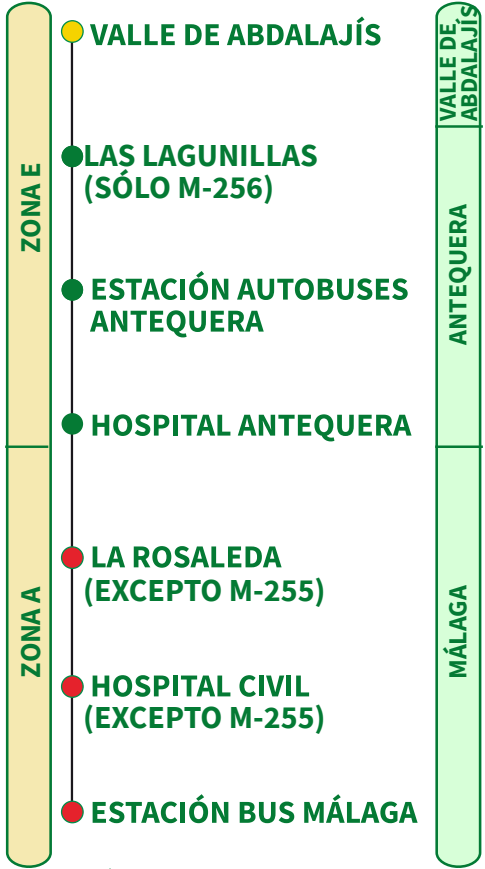 VALLE DE ABDALAJÍS
LAS LAGUNILLAS
(SÓLO M-256)
ESTACIÓN AUTOBUSES
ANTEQUERA
HOSPITAL ANTEQUERA
LA ROSALEDA
(EXCEPTO M-255)
HOSPITAL CIVIL
(EXCEPTO M-255)
ESTACIÓN BUS MÁLAGA
ZONA E
ZONA A
VALLE DE
ABDALAJÍS
ANTEQUERA
MÁLAGA